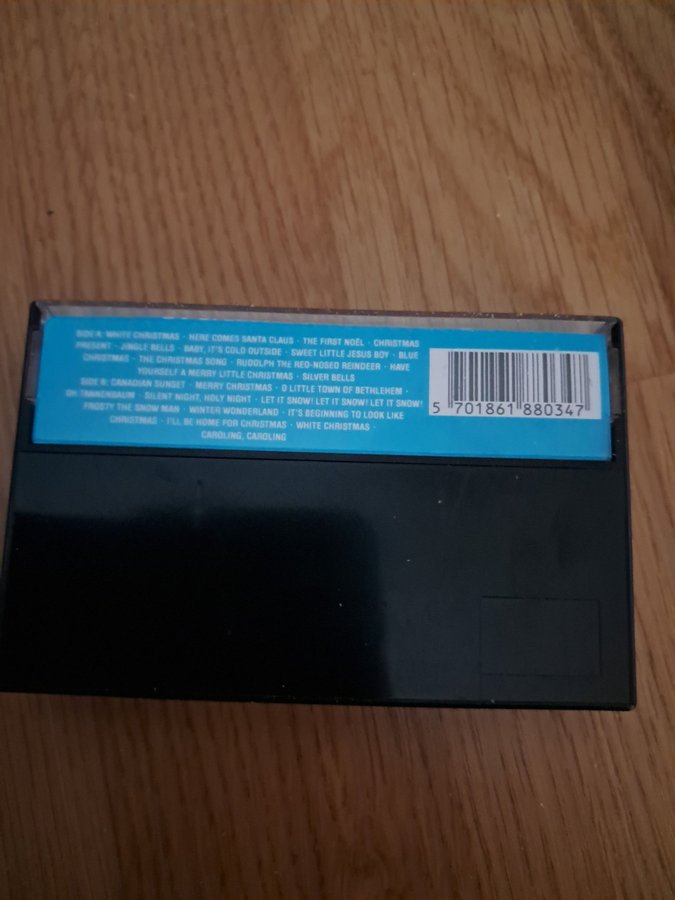 SIDE A: WHITE CHRISTMAS · HERE COMES SANTA CLAUS · THE FIRST NOËL · CHRISTMAS
PRESENT · JINGLE BELLS · BABY, IT'S COLD OUTSIDE · SWEET LITTLE JESUS BOY · BLUE
CHRISTMAS · THE CHRISTMAS SONG · RUDOLPH THE RED-NOSED REINDEER · HAVE
YOURSELF A MERRY LITTLE CHRISTMAS · SILVER BELLS
SIDE B: CANADIAN SUNSET · MERRY CHRISTMAS · O LITTLE TOWN OF BETHLEHEM ·
OH TANNENBAUM · SILENT NIGHT, HOLY NIGHT · LET IT SNOW! LET IT SNOW! LET IT SNOW!
FROSTY THE SNOW MAN · WINTER WONDERLAND · IT'S BEGINNING TO LOOK LIKE
CHRISTMAS · I'LL BE HOME FOR CHRISTMAS · WHITE CHRISTMAS ·
CAROLING, CAROLING
5 701861 880347